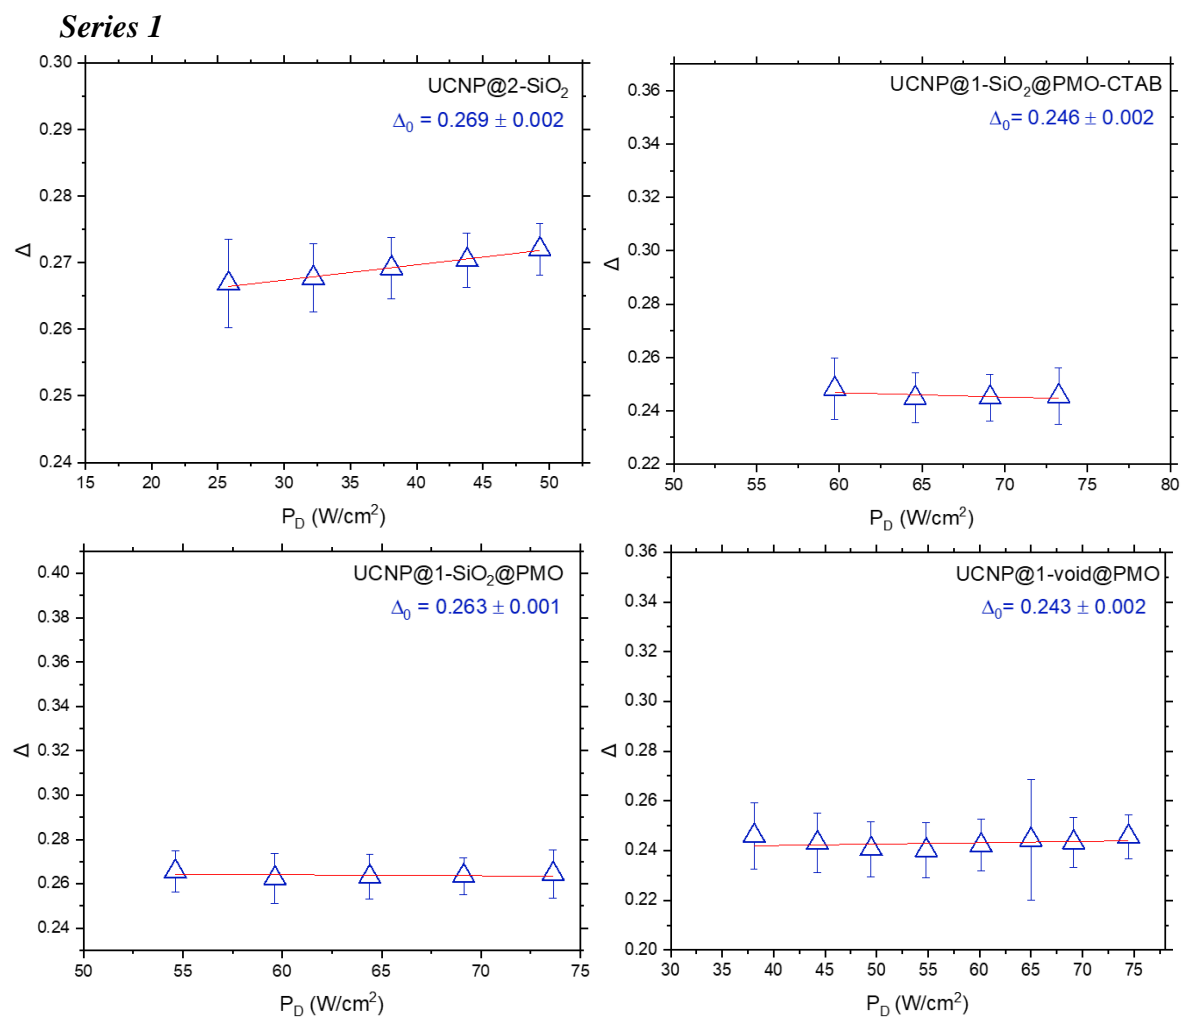 Series 1
UCNP@2-SiO₂
Δ₀ = 0.269 ± 0.002
0.30
0.29
0.28
0.27
0.26
0.25
0.24
Δ
15 20 25 30 35 40 45 50
P_D (W/cm²)
UCNP@1-SiO₂@PMO-CTAB
Δ₀= 0.246 ± 0.002
0.36
0.34
0.32
0.30
0.28
0.26
0.24
0.22
Δ
50 55 60 65 70 75 80
P_D (W/cm²)
UCNP@1-SiO₂@PMO
Δ₀ = 0.263 ± 0.001
0.40
0.38
0.36
0.34
0.32
0.30
0.28
0.26
0.24
Δ
50 55 60 65 70 75
P_D (W/cm²)
UCNP@1-void@PMO
Δ₀= 0.243 ± 0.002
0.36
0.34
0.32
0.30
0.28
0.26
0.24
0.22
0.20
Δ
30 35 40 45 50 55 60 65 70 75
P_D (W/cm²)